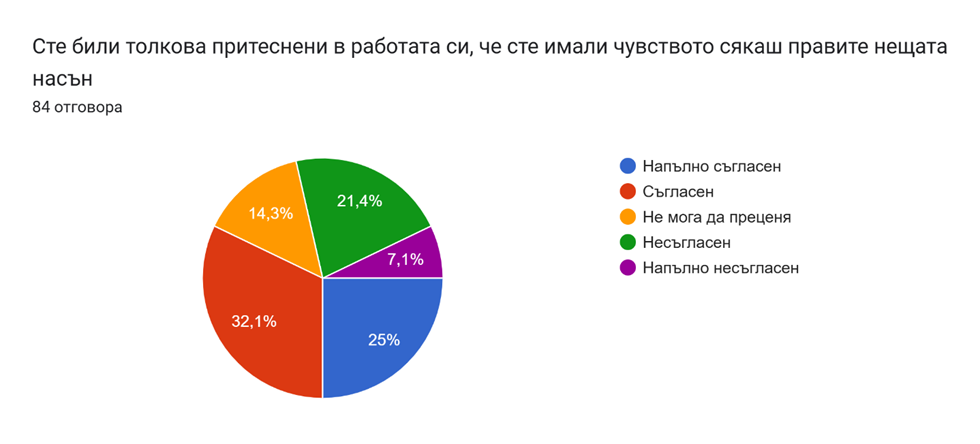 Сте били толкова притеснени в работата си, че сте имали чувството сякаш правите нещата
насън
84 отговора
Напълно съгласен
Съгласен
Не мога да преценя
Несъгласен
Напълно несъгласен
21,4%
14,3%
7,1%
32,1%
25%